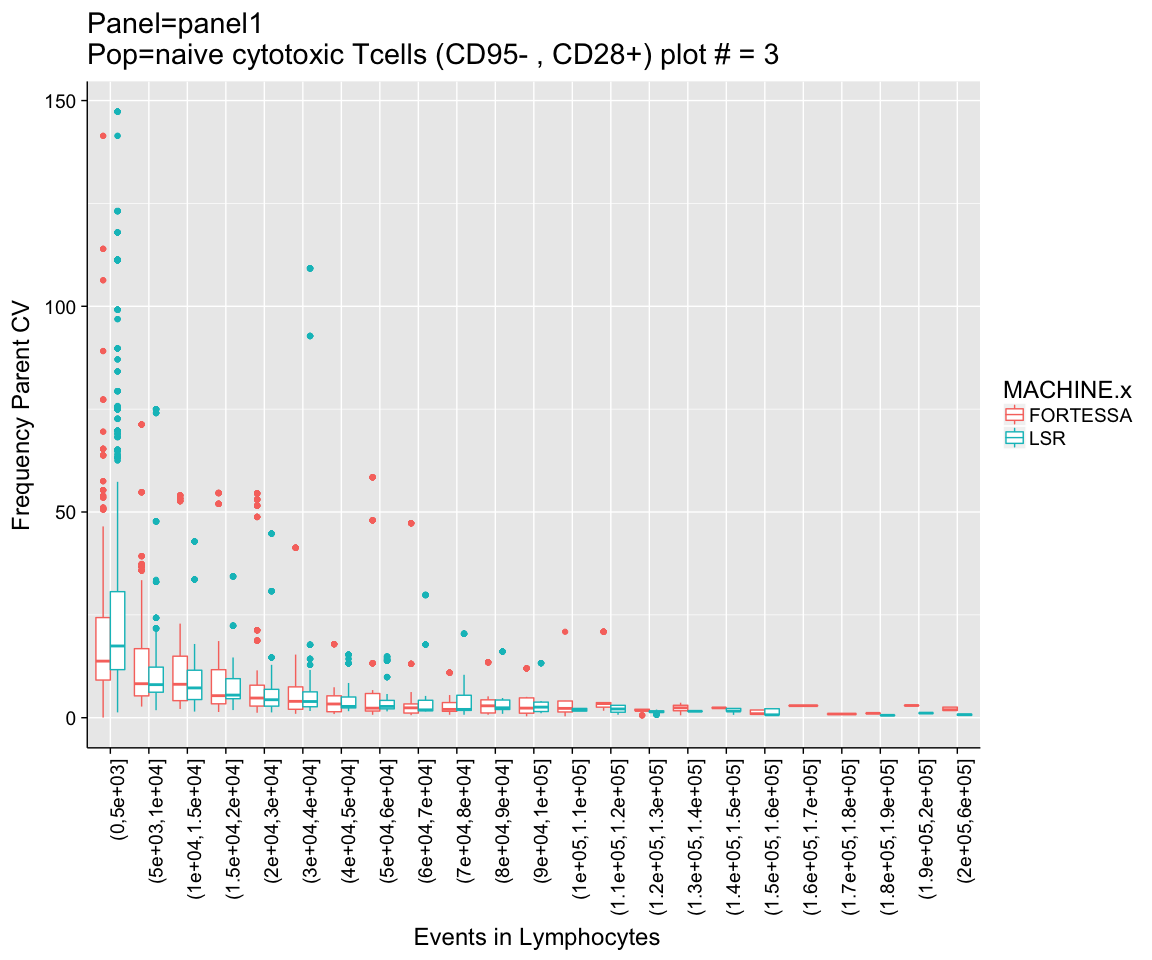 Panel=panel1
Pop=naive cytotoxic Tcells (CD95- , CD28+) plot # = 3
150
100
50
0
Frequency Parent CV
(0,5e+03]
(5e+03,1e+04]
(1e+04,1.5e+04]
(1.5e+04,2e+04]
(2e+04,3e+04]
(3e+04,4e+04]
(4e+04,5e+04]
(5e+04,6e+04]
(6e+04,7e+04]
(7e+04,8e+04]
(8e+04,9e+04]
(9e+04,1e+05]
(1e+05,1.1e+05]
(1.1e+05,1.2e+05]
(1.2e+05,1.3e+05]
(1.3e+05,1.4e+05]
(1.4e+05,1.5e+05]
(1.5e+05,1.6e+05]
(1.6e+05,1.7e+05]
(1.7e+05,1.8e+05]
(1.8e+05,1.9e+05]
(1.9e+05,2e+05]
(2e+05,6e+05]
Events in Lymphocytes
MACHINE.x
FORTESSA
LSR